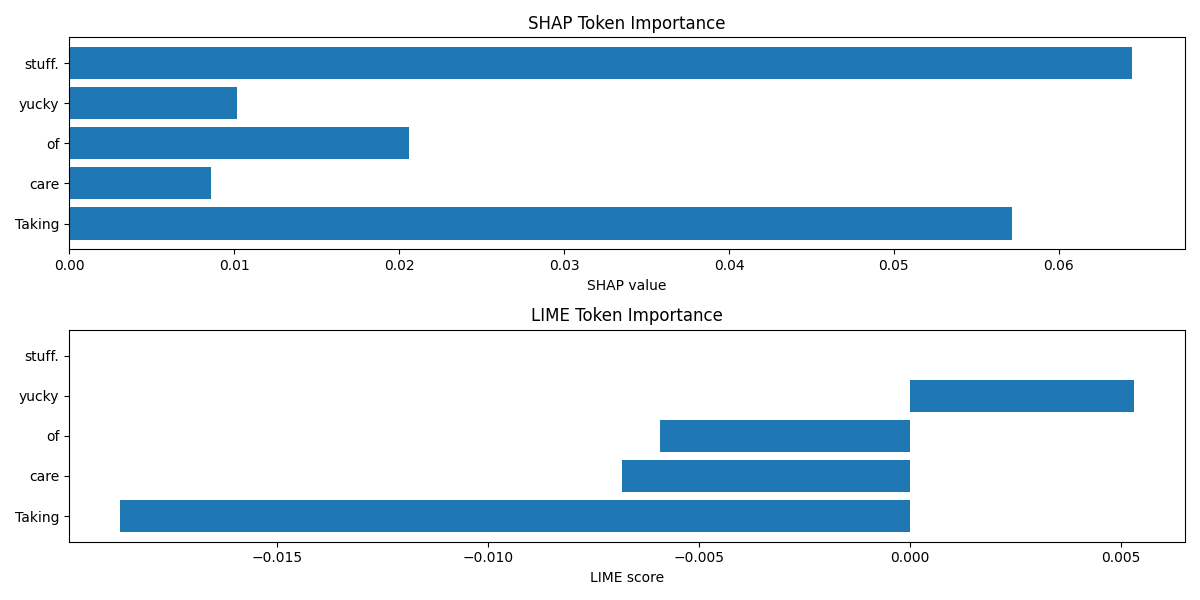 SHAP Token Importance
stuff.
yucky
of
care
Taking
0.00 0.01 0.02 0.03 0.04 0.05 0.06
SHAP value
LIME Token Importance
stuff.
yucky
of
care
Taking
−0.015 −0.010 −0.005 0.000 0.005
LIME score